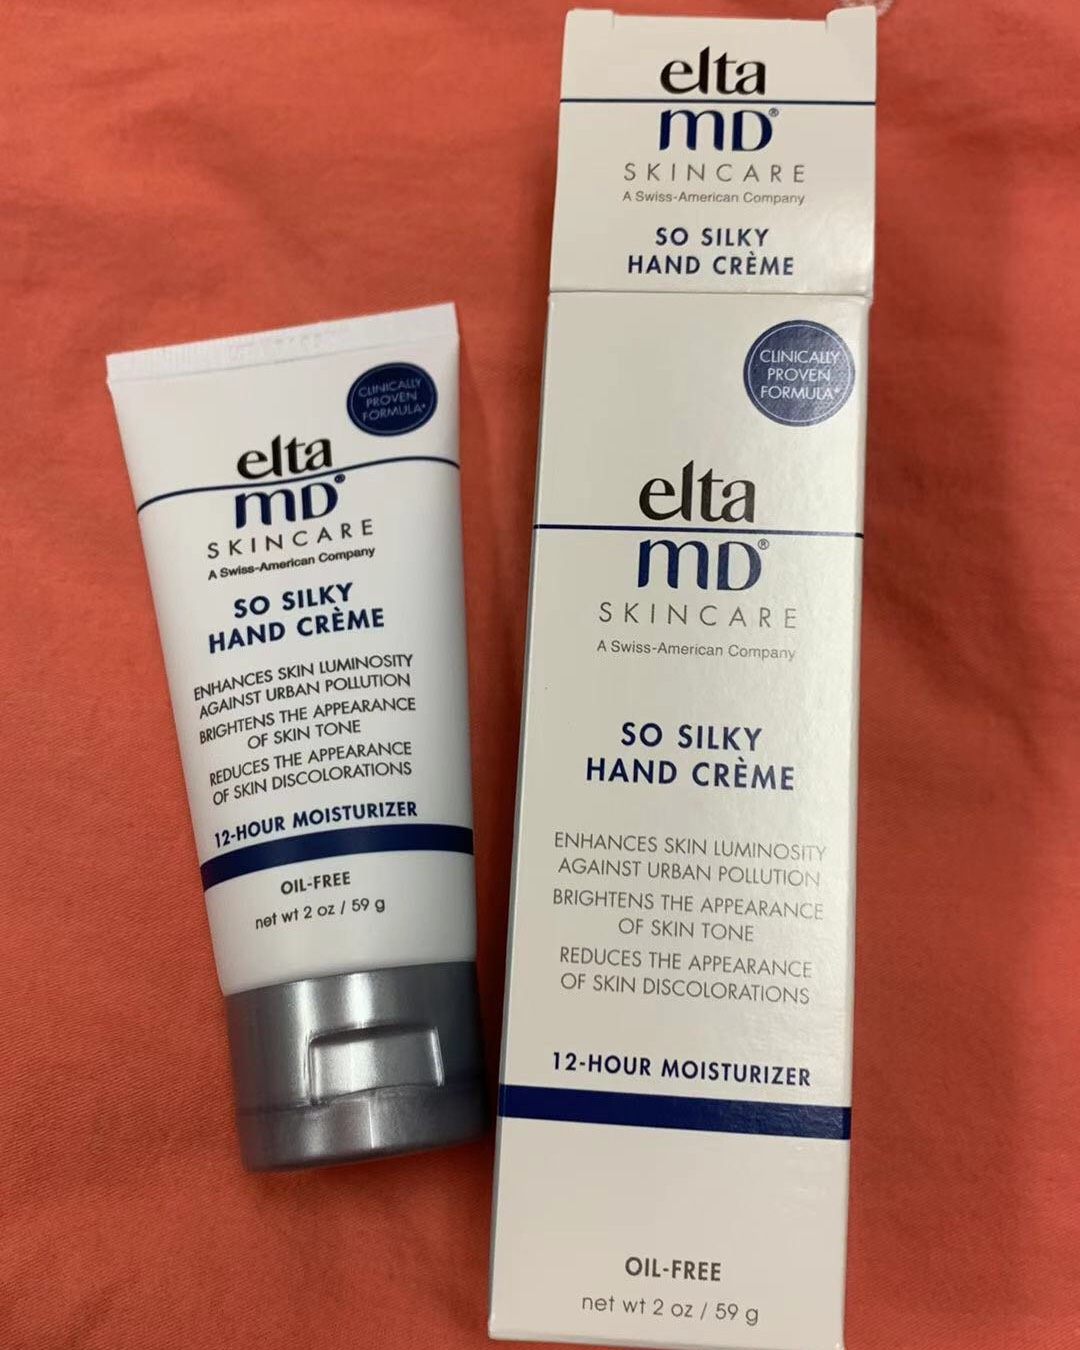 CLINICALLY
PROVEN
FORMULA*
elta
MD®
SKINCARE
A Swiss-American Company
SO SILKY
HAND CRÈME
ENHANCES SKIN LUMINOSITY
AGAINST URBAN POLLUTION
BRIGHTENS THE APPEARANCE
OF SKIN TONE
REDUCES THE APPEARANCE
OF SKIN DISCOLORATIONS
12-HOUR MOISTURIZER
OIL-FREE
net wt 2 oz / 59 g
elta
MD®
SKINCARE
A Swiss-American Company
SO SILKY
HAND CRÈME
CLINICALLY
PROVEN
FORMULA*
elta
MD®
SKINCARE
A Swiss-American Company
SO SILKY
HAND CRÈME
ENHANCES SKIN LUMINOSITY
AGAINST URBAN POLLUTION
BRIGHTENS THE APPEARANCE
OF SKIN TONE
REDUCES THE APPEARANCE
OF SKIN DISCOLORATIONS
12-HOUR MOISTURIZER
OIL-FREE
net wt 2 oz / 59 g